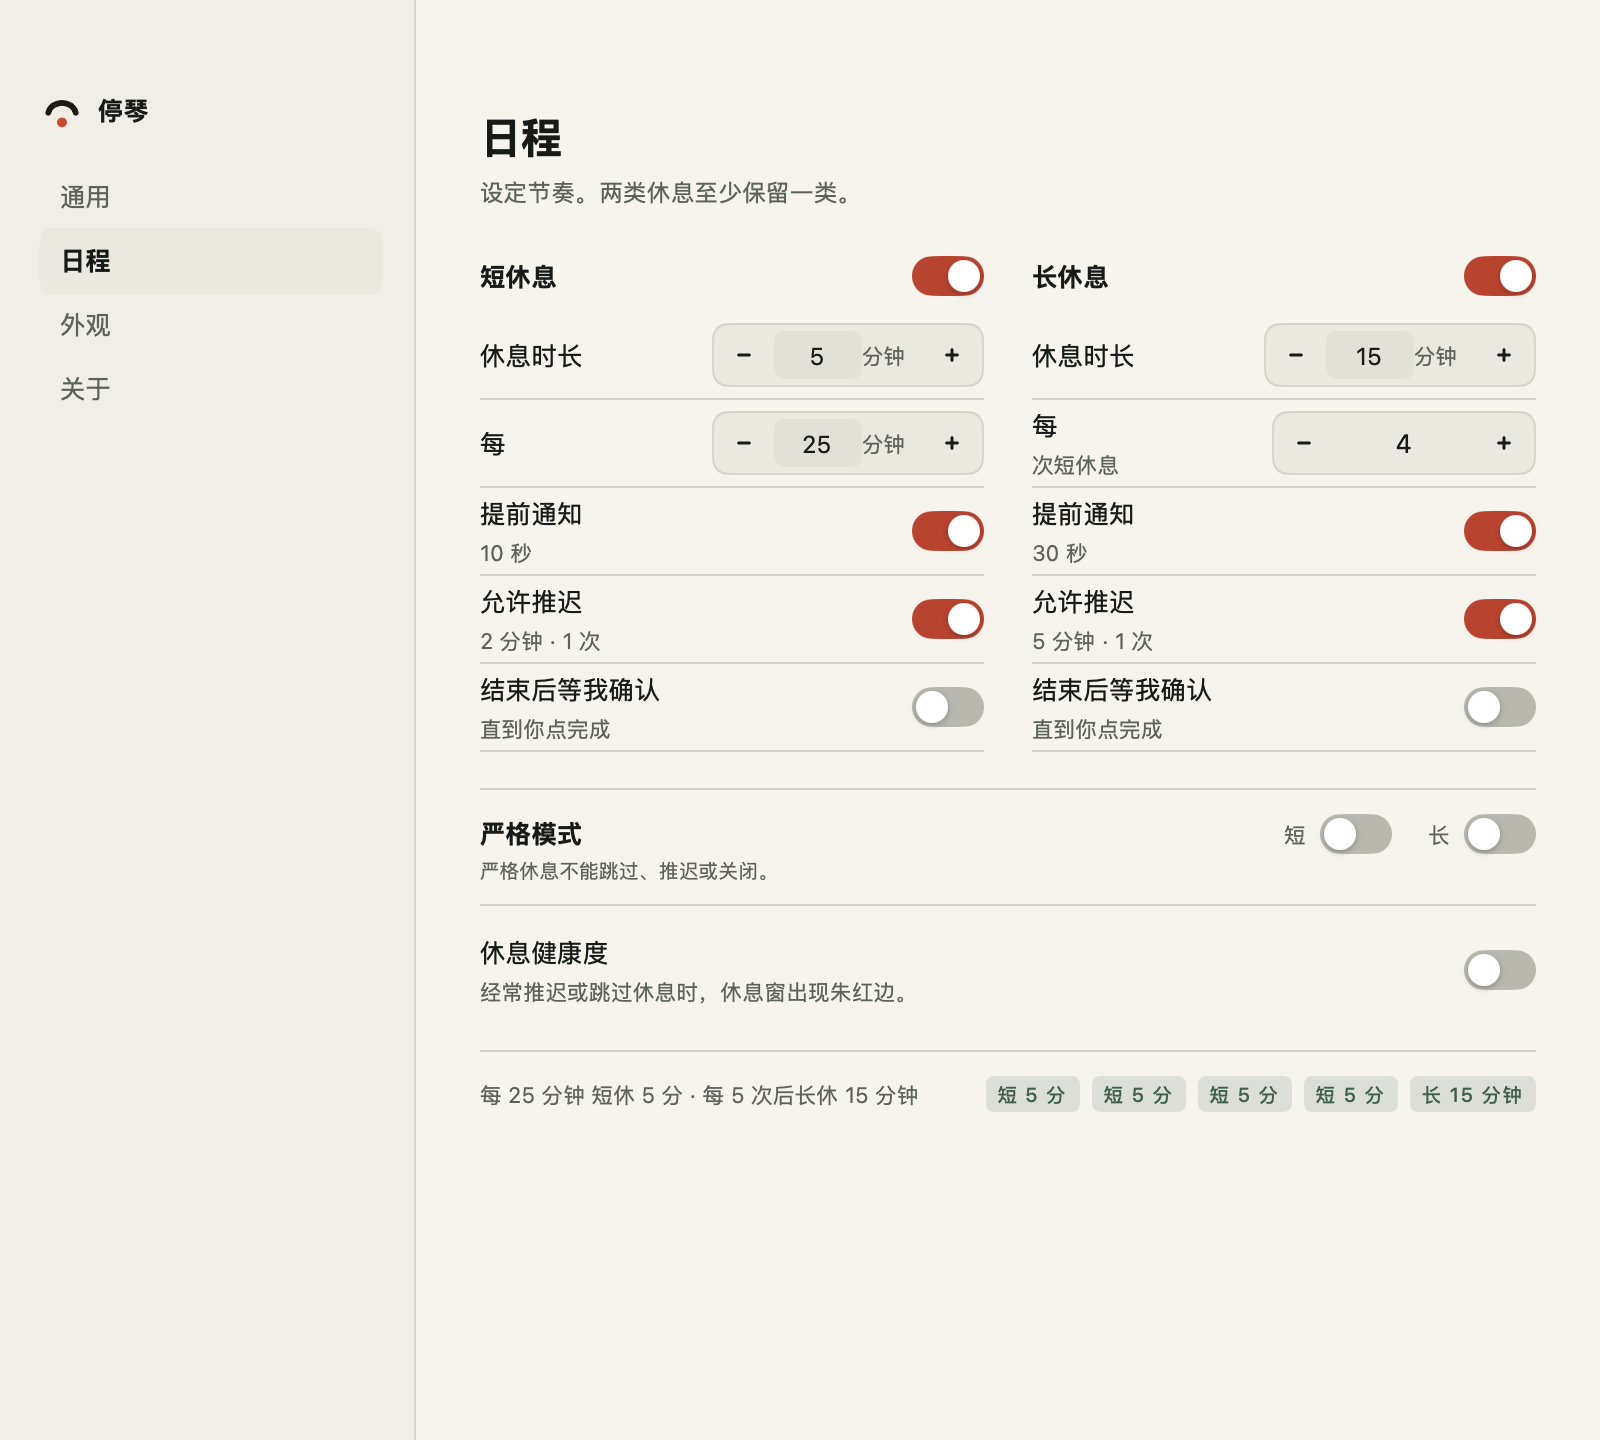 停琴
通用
日程
外观
关于
日程
设定节奏。两类休息至少保留一类。
短休息
休息时长
− 5 分钟 +
每
− 25 分钟 +
提前通知
10 秒
允许推迟
2 分钟 · 1 次
结束后等我确认
直到你点完成
长休息
休息时长
− 15 分钟 +
每
次短休息
− 4 +
提前通知
30 秒
允许推迟
5 分钟 · 1 次
结束后等我确认
直到你点完成
严格模式
严格休息不能跳过、推迟或关闭。
短 长
休息健康度
经常推迟或跳过休息时，休息窗出现朱红边。
每 25 分钟 短休 5 分 · 每 5 次后长休 15 分钟
短 5 分 短 5 分 短 5 分 短 5 分 长 15 分钟